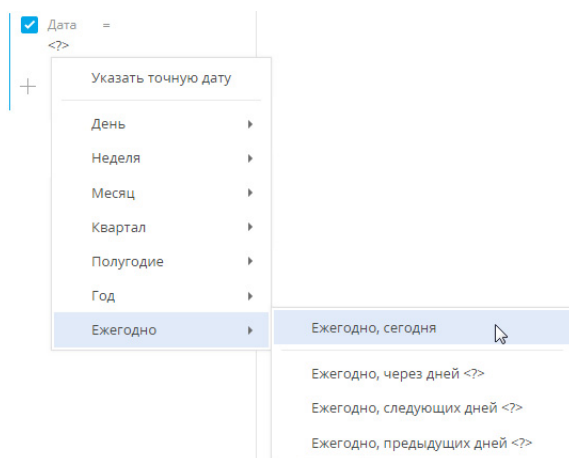 Дата =
<?>
Указать точную дату
День
Неделя
Месяц
Квартал
Полугодие
Год
Ежегодно
Ежегодно, сегодня
Ежегодно, через дней <?>
Ежегодно, следующих дней <?>
Ежегодно, предыдущих дней <?>